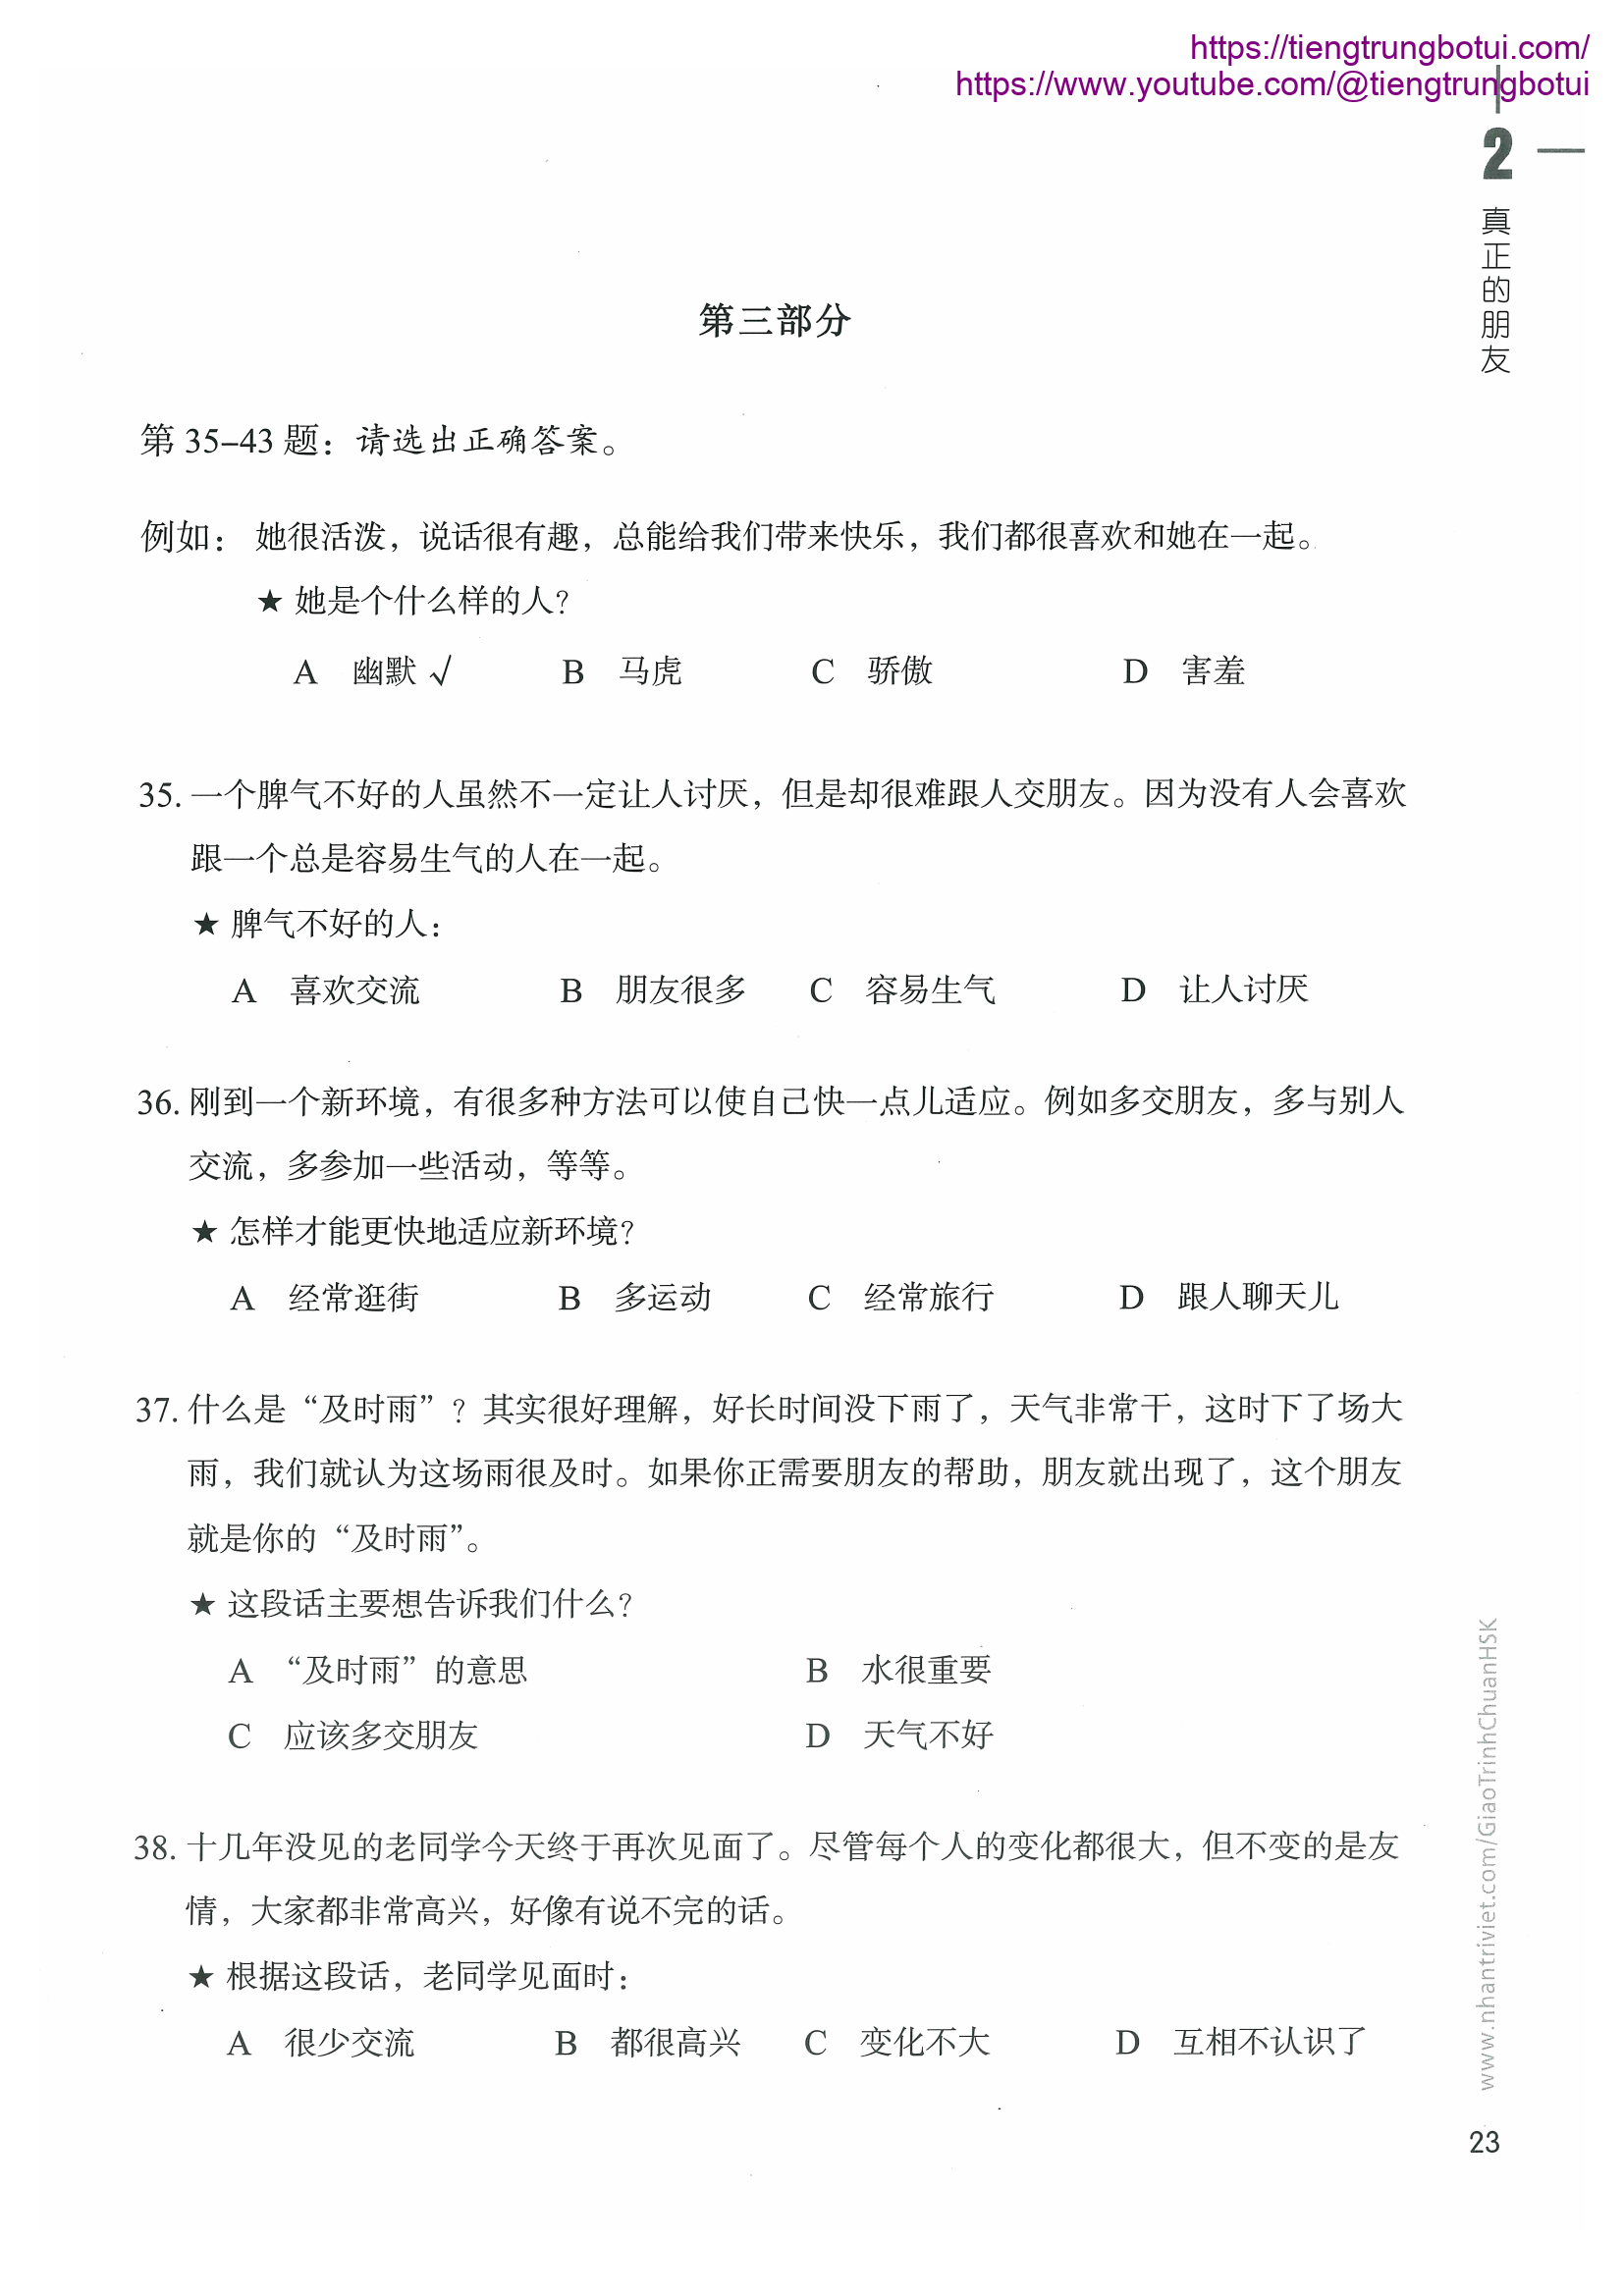 https://tiengtrungbotui.com/
https://www.youtube.com/@tiengtrungbotui
2
真正的朋友
第三部分
第 35–43 题：请选出正确答案。
例如： 她很活泼，说话很有趣，总能给我们带来快乐，我们都很喜欢和她在一起。
★ 她是个什么样的人？
A 幽默 √ B 马虎 C 骄傲 D 害羞
35. 一个脾气不好的人虽然不一定让人讨厌，但是却很难跟人交朋友。因为没有人会喜欢
跟一个总是容易生气的人在一起。
★ 脾气不好的人：
A 喜欢交流 B 朋友很多 C 容易生气 D 让人讨厌
36. 刚到一个新环境，有很多种方法可以使自己快一点儿适应。例如多交朋友，多与别人
交流，多参加一些活动，等等。
★ 怎样才能更快地适应新环境？
A 经常逛街 B 多运动 C 经常旅行 D 跟人聊天儿
37. 什么是“及时雨”？其实很好理解，好长时间没下雨了，天气非常干，这时下了场大
雨，我们就认为这场雨很及时。如果你正需要朋友的帮助，朋友就出现了，这个朋友
就是你的“及时雨”。
★ 这段话主要想告诉我们什么？
A “及时雨”的意思 B 水很重要
C 应该多交朋友 D 天气不好
38. 十几年没见的老同学今天终于再次见面了。尽管每个人的变化都很大，但不变的是友
情，大家都非常高兴，好像有说不完的话。
★ 根据这段话，老同学见面时：
A 很少交流 B 都很高兴 C 变化不大 D 互相不认识了
www.nhantriviet.com/GiaoTrinhChuanHSK
23